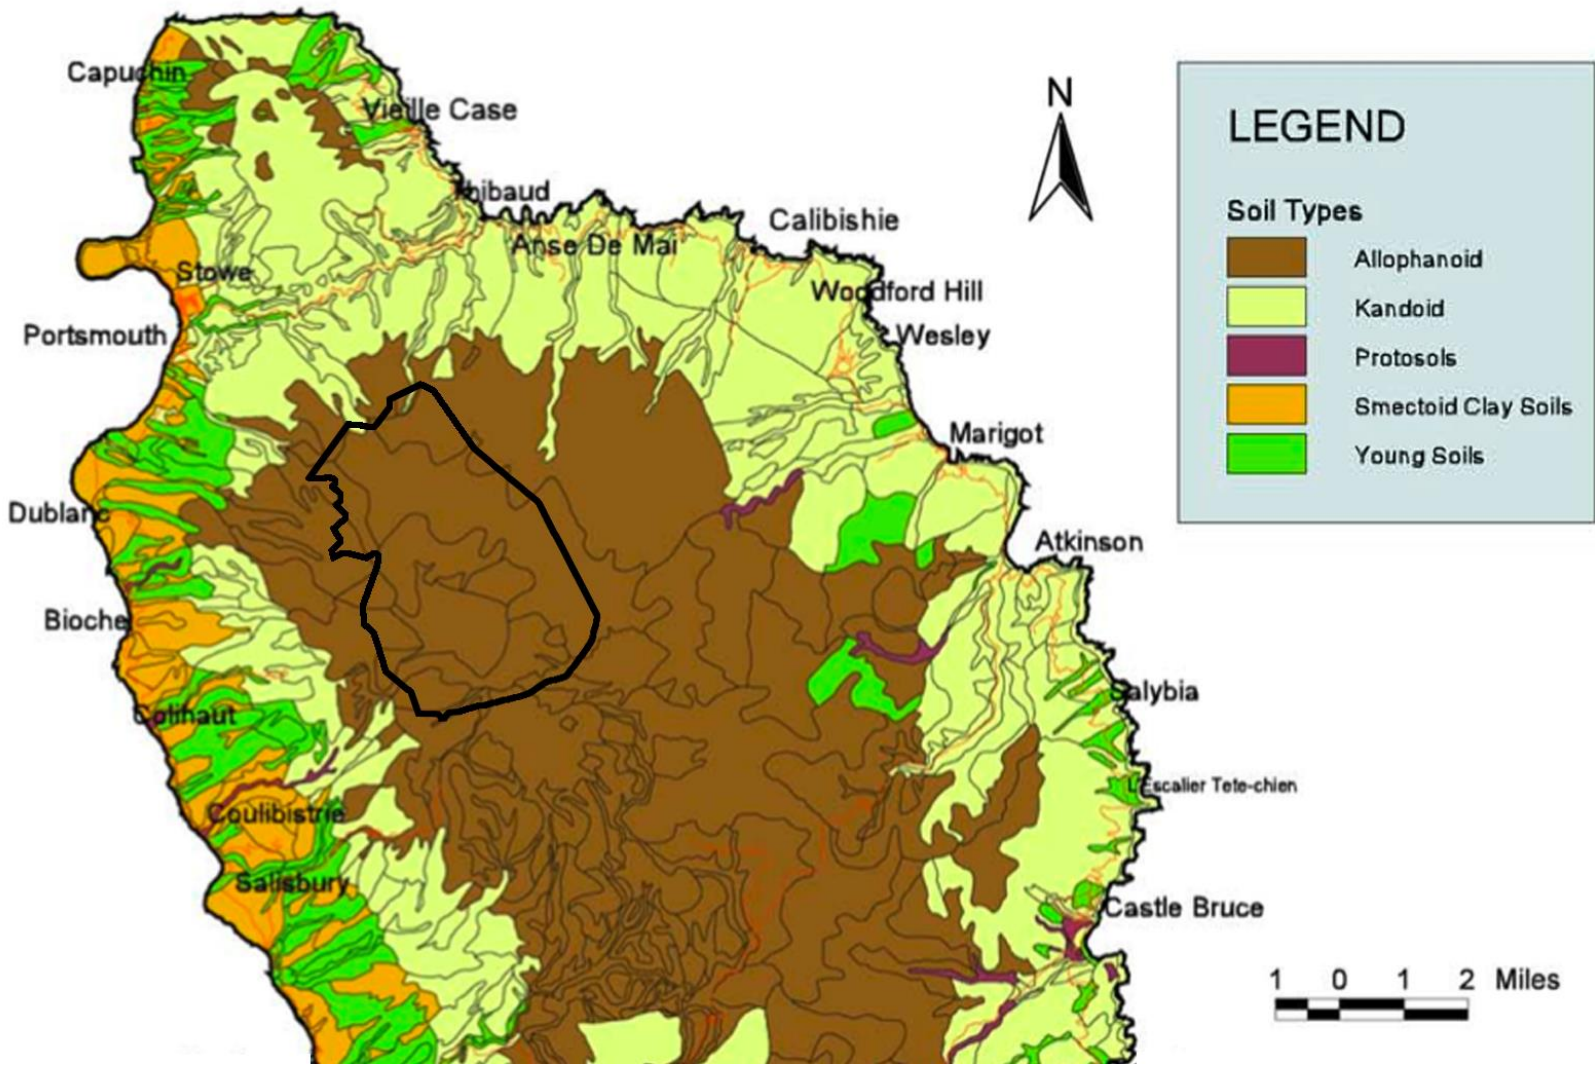 Capuchin
Vieille Case
Thibaud
Calibishie
Anse De Mai
Stowe
Woodford Hill
Portsmouth
Wesley
Marigot
Dublanc
Atkinson
Bioche
Salybia
Colihaut
L'Escalier Tete-chien
Coulibistrie
Salisbury
Castle Bruce
N
LEGEND
Soil Types
Allophanoid
Kandoid
Protosols
Smectoid Clay Soils
Young Soils
1 0 1 2 Miles